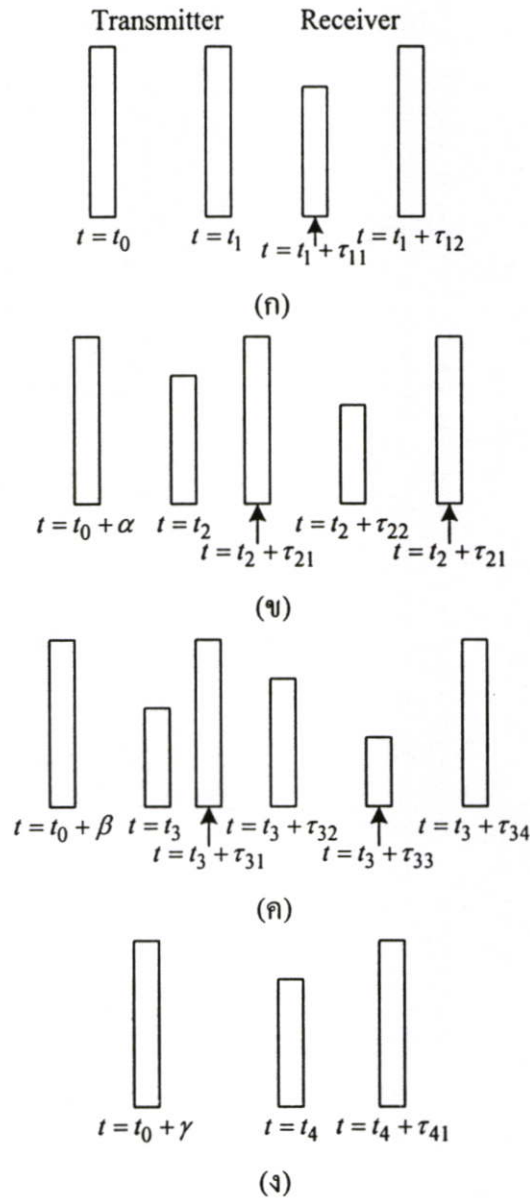 Transmitter Receiver
t = t₀ t = t₁ t = t₁ + τ₁₁ t = t₁ + τ₁₂
(ก)
t = t₀ + α t = t₂ t = t₂ + τ₂₂
t = t₂ + τ₂₁ t = t₂ + τ₂₁
(ข)
t = t₀ + β t = t₃ t = t₃ + τ₃₂ t = t₃ + τ₃₄
t = t₃ + τ₃₁ t = t₃ + τ₃₃
(ค)
t = t₀ + γ t = t₄ t = t₄ + τ₄₁
(ง)